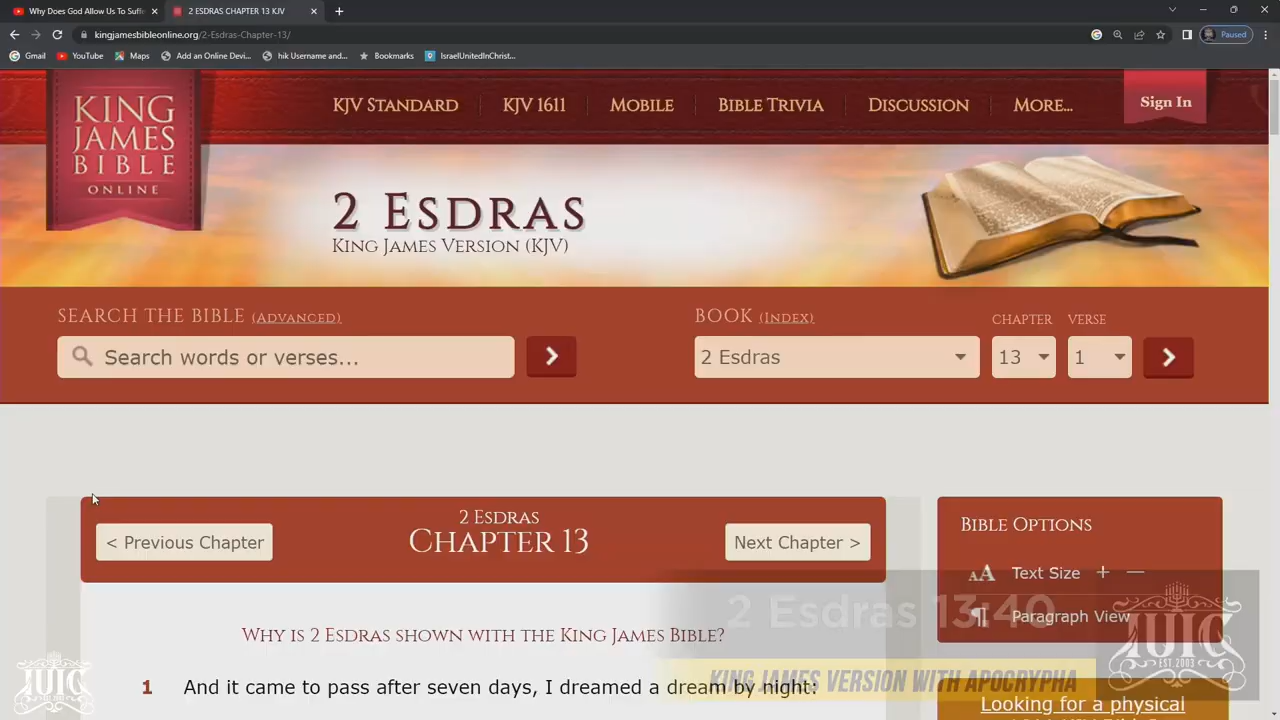 Why Does God Allow Us To Suff
2 ESDRAS CHAPTER 13 KJV
kingjamesbibleonline.org/2-Esdras-Chapter-13/
Paused
Gmail
YouTube
Maps
Add an Online Devi...
hik Username and...
Bookmarks
IsraelUnitedInChrist...
KING
JAMES
BIBLE
ONLINE
KJV STANDARD
KJV 1611
MOBILE
BIBLE TRIVIA
DISCUSSION
MORE...
Sign In
2 ESDRAS
KING JAMES VERSION (KJV)
SEARCH THE BIBLE (ADVANCED)
Search words or verses...
BOOK (INDEX)
CHAPTER
VERSE
2 Esdras
13
1
2 ESDRAS
< Previous Chapter
CHAPTER 13
Next Chapter >
BIBLE OPTIONS
AA Text Size + —
¶ Paragraph View
2 Esdras 13:40
WHY IS 2 ESDRAS SHOWN WITH THE KING JAMES BIBLE?
1 And it came to pass after seven days, I dreamed a dream by night:
KING JAMES VERSION WITH APOCRYPHA
IUIC
EST.2003
Looking for a physical
IUIC